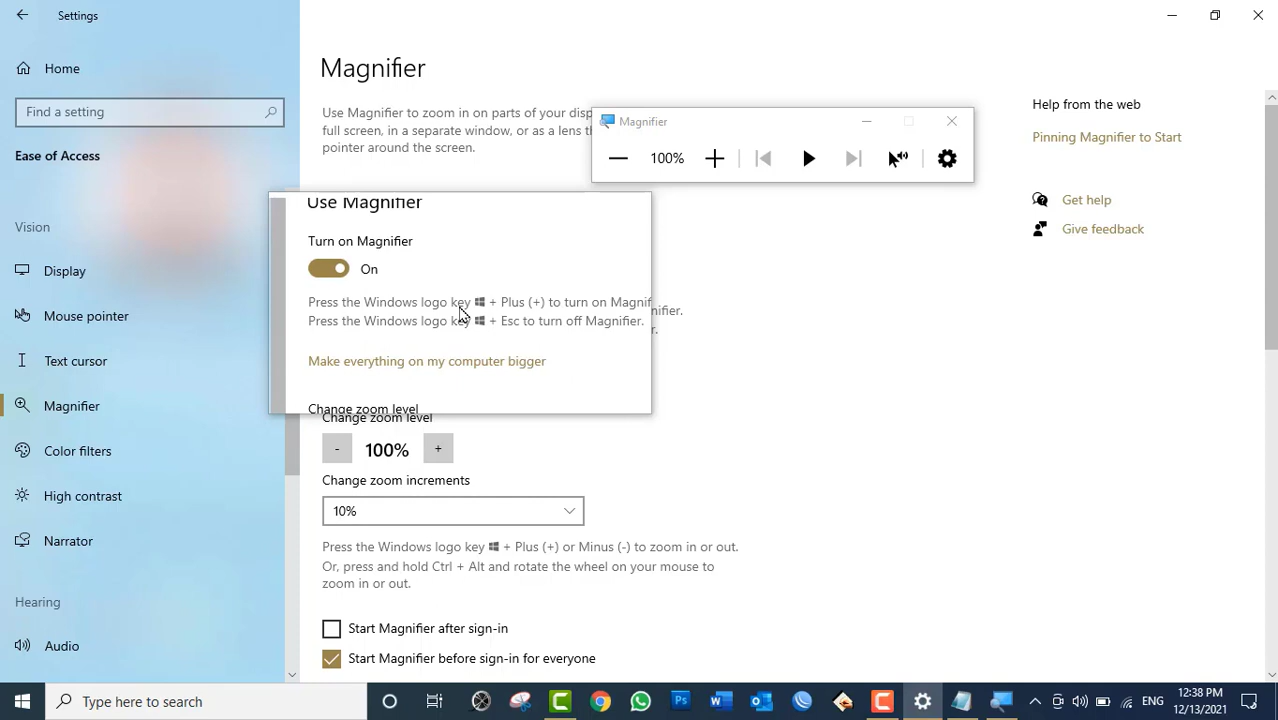 Settings
Home
Find a setting
Ease of Access
Vision
Display
Mouse pointer
Text cursor
Magnifier
Color filters
High contrast
Narrator
Hearing
Audio
Magnifier
Use Magnifier to zoom in on parts of your disp
full screen, in a separate window, or as a lens th
pointer around the screen.
Magnifier
100%
Use Magnifier
Turn on Magnifier
On
Press the Windows logo key + Plus (+) to turn on Magnif
nifier.
Press the Windows logo key + Esc to turn off Magnifier.
r.
Make everything on my computer bigger
Change zoom level
Change zoom level
- 100% +
Change zoom increments
10%
Press the Windows logo key + Plus (+) or Minus (-) to zoom in or out.
Or, press and hold Ctrl + Alt and rotate the wheel on your mouse to
zoom in or out.
Start Magnifier after sign-in
Start Magnifier before sign-in for everyone
Help from the web
Pinning Magnifier to Start
Get help
Give feedback
Type here to search
ENG
12:38 PM
12/13/2021